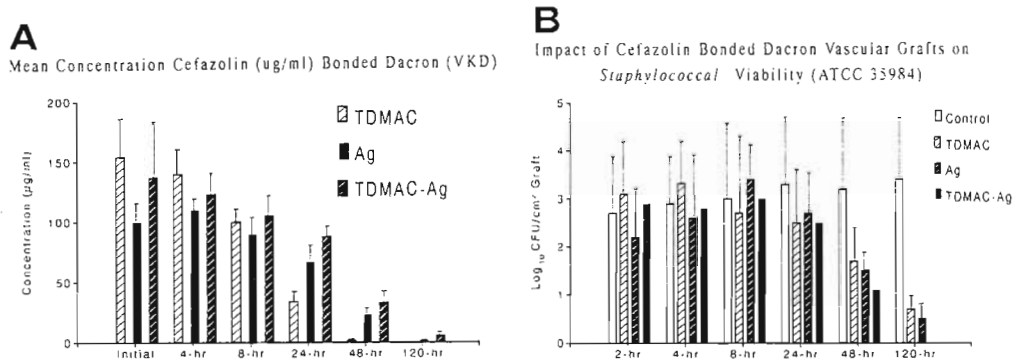 A
Mean Concentration Cefazolin (ug/ml) Bonded Dacron (VKD)
Concentration (µg/ml)
200
150
100
50
0
TDMAC
Ag
TDMAC-Ag
Initial 4-hr 8-hr 24-hr 48-hr 120-hr
B
Impact of Cefazolin Bonded Dacron Vascular Grafts on
Staphylococcal Viability (ATCC 35984)
Log10 CFU/cm² Graft
5
4
3
2
1
0
Control
TDMAC
Ag
TDMAC-Ag
2-hr 4-hr 8-hr 24-hr 48-hr 120-hr